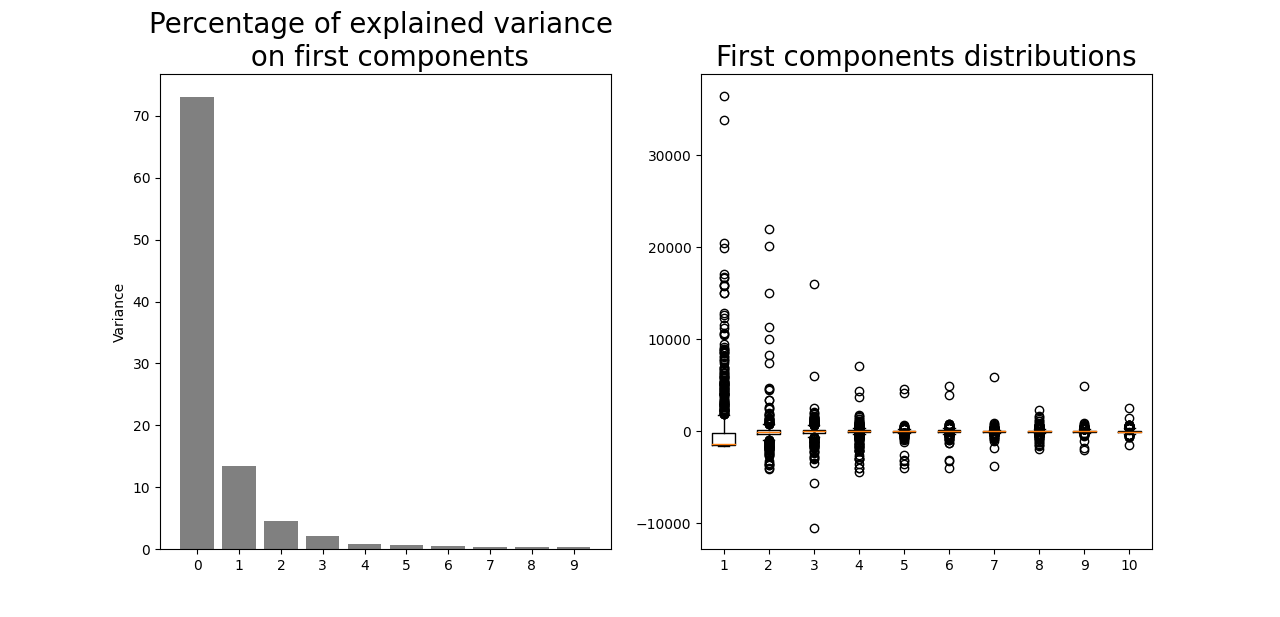 Percentage of explained variance
on first components
Variance
70
60
50
40
30
20
10
0
0 1 2 3 4 5 6 7 8 9
First components distributions
30000
20000
10000
0
−10000
1 2 3 4 5 6 7 8 9 10